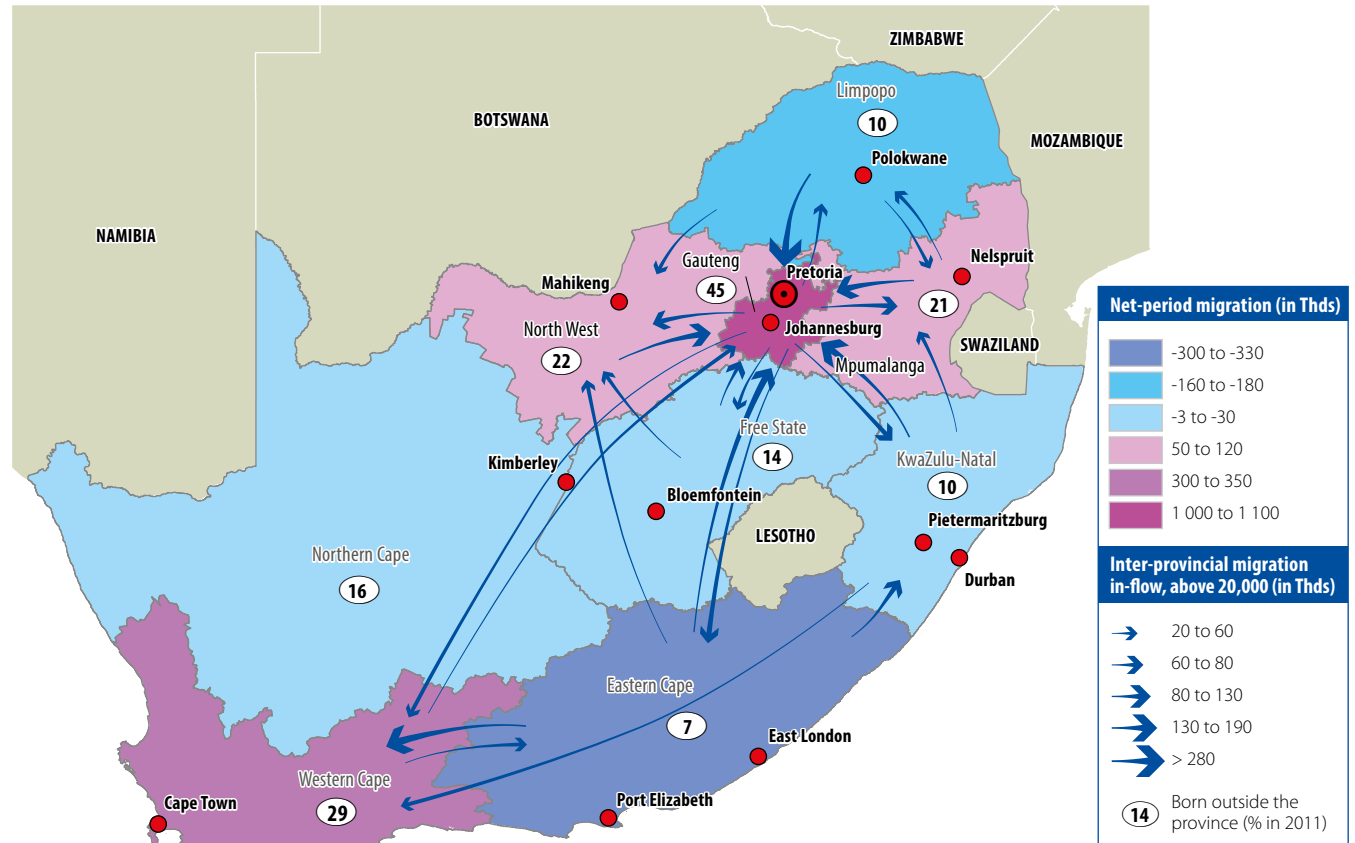 ZIMBABWE
Limpopo
10
BOTSWANA
MOZAMBIQUE
Polokwane
NAMIBIA
Gauteng
45
Pretoria
Nelspruit
Mahikeng
21
North West
22
Johannesburg
SWAZILAND
Mpumalanga
Free State
14
Kimberley
KwaZulu-Natal
10
Bloemfontein
Pietermaritzburg
LESOTHO
Durban
Northern Cape
16
Eastern Cape
7
East London
Western Cape
29
Cape Town
Port Elizabeth
Net-period migration (in Thds)
-300 to -330
-160 to -180
-3 to -30
50 to 120
300 to 350
1 000 to 1 100
Inter-provincial migration
in-flow, above 20,000 (in Thds)
20 to 60
60 to 80
80 to 130
130 to 190
> 280
14
Born outside the
province (% in 2011)